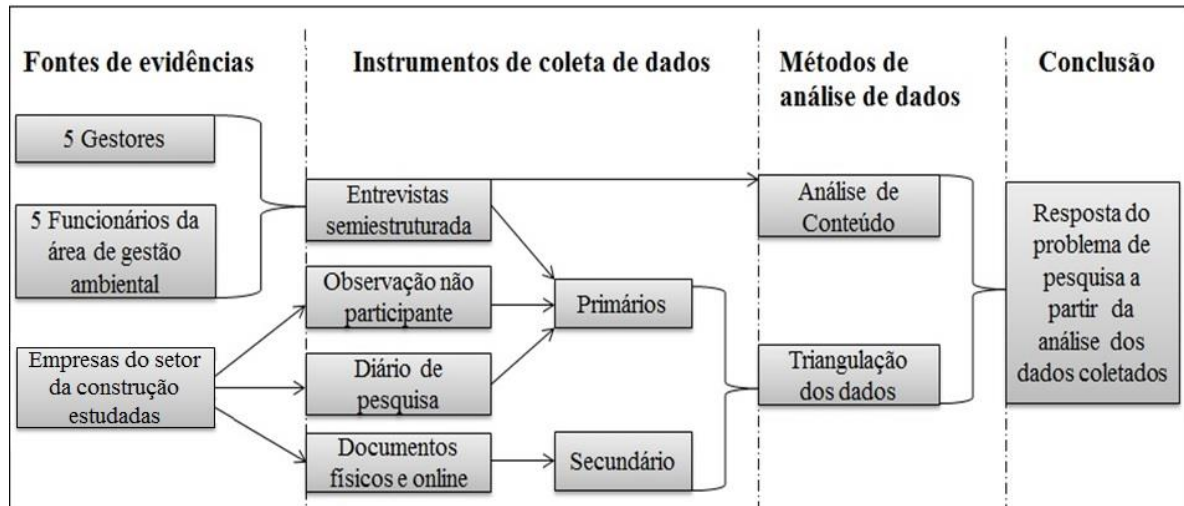 Fontes de evidências
Instrumentos de coleta de dados
Métodos de
análise de dados
Conclusão
5 Gestores
5 Funcionários da
área de gestão
ambiental
Empresas do setor
da construção
estudadas
Entrevistas
semiestruturada
Observação não
participante
Diário de
pesquisa
Documentos
físicos e online
Primários
Secundário
Análise de
Conteúdo
Triangulação
dos dados
Resposta do
problema de
pesquisa a
partir da
análise dos
dados coletados